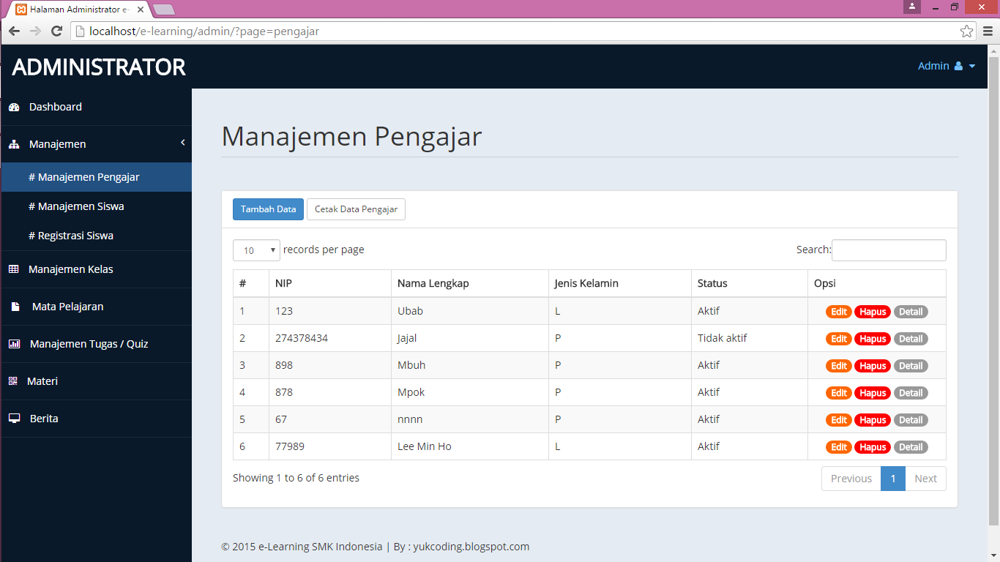 Halaman Administrator e-
localhost/e-learning/admin/?page=pengajar
ADMINISTRATOR
Admin
Dashboard
Manajemen
# Manajemen Pengajar
# Manajemen Siswa
# Registrasi Siswa
Manajemen Kelas
Mata Pelajaran
Manajemen Tugas / Quiz
Materi
Berita
Manajemen Pengajar
Tambah Data Cetak Data Pengajar
10 records per page Search:
# NIP Nama Lengkap Jenis Kelamin Status Opsi
1 123 Ubab L Aktif Edit Hapus Detail
2 274378434 Jajal P Tidak aktif Edit Hapus Detail
3 898 Mbuh P Aktif Edit Hapus Detail
4 878 Mpok P Aktif Edit Hapus Detail
5 67 nnnn P Aktif Edit Hapus Detail
6 77989 Lee Min Ho L Aktif Edit Hapus Detail
Showing 1 to 6 of 6 entries Previous 1 Next
© 2015 e-Learning SMK Indonesia | By : yukcoding.blogspot.com